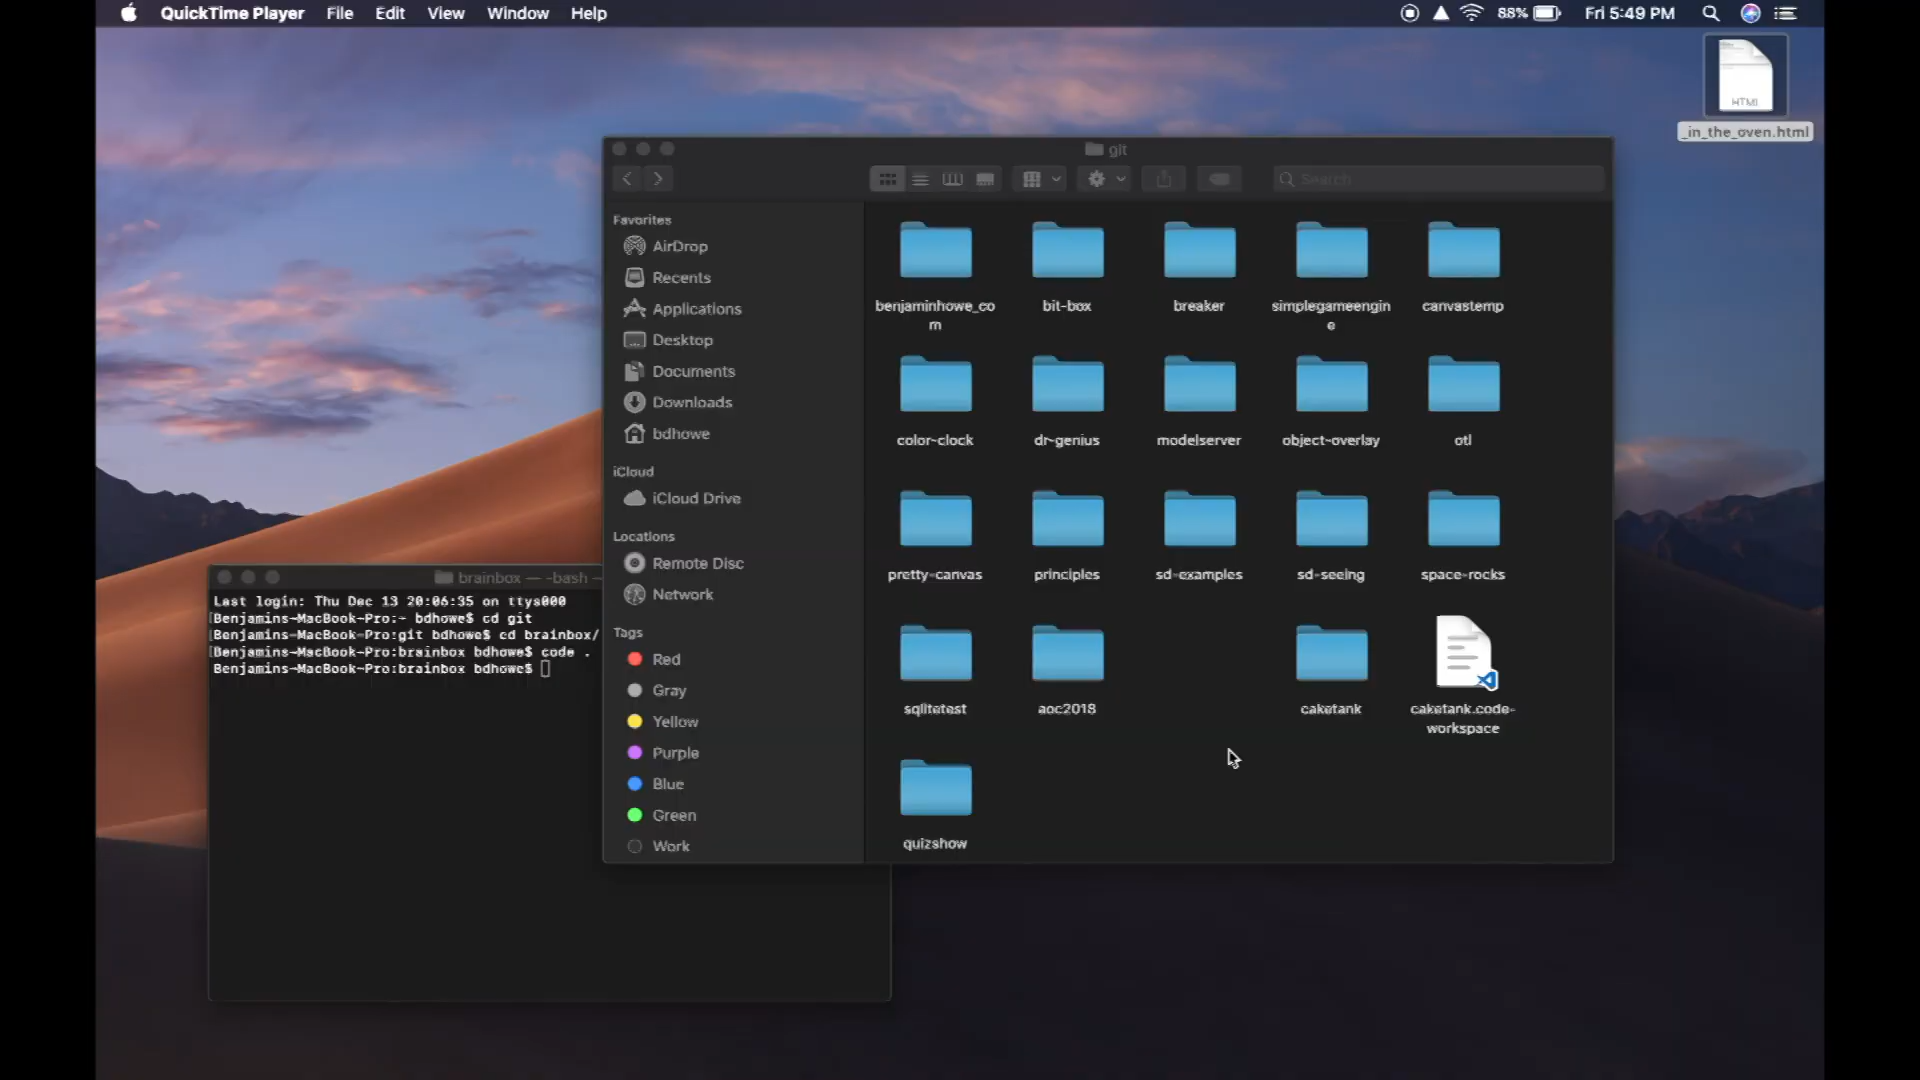 QuickTime Player File Edit View Window Help 88% Fri 5:49 PM
HTML
_in_the_oven.html
git
Search
Favorites
AirDrop
Recents
Applications
Desktop
Documents
Downloads
bdhowe
iCloud
iCloud Drive
Locations
Remote Disc
Network
Tags
Red
Gray
Yellow
Purple
Blue
Green
Work
benjaminhowe_co
m
bit-box
breaker
simplegameengin
e
canvastemp
color-clock
dr-genius
modelserver
object-overlay
otl
pretty-canvas
principles
sd-examples
sd-seeing
space-rocks
sqlitetest
aoc2018
caketank
caketank.code-
workspace
quizshow
brainbox — -bash —
Last login: Thu Dec 13 20:06:35 on ttys000
[Benjamins-MacBook-Pro:~ bdhowe$ cd git
[Benjamins-MacBook-Pro:git bdhowe$ cd brainbox/
[Benjamins-MacBook-Pro:brainbox bdhowe$ code .
Benjamins-MacBook-Pro:brainbox bdhowe$